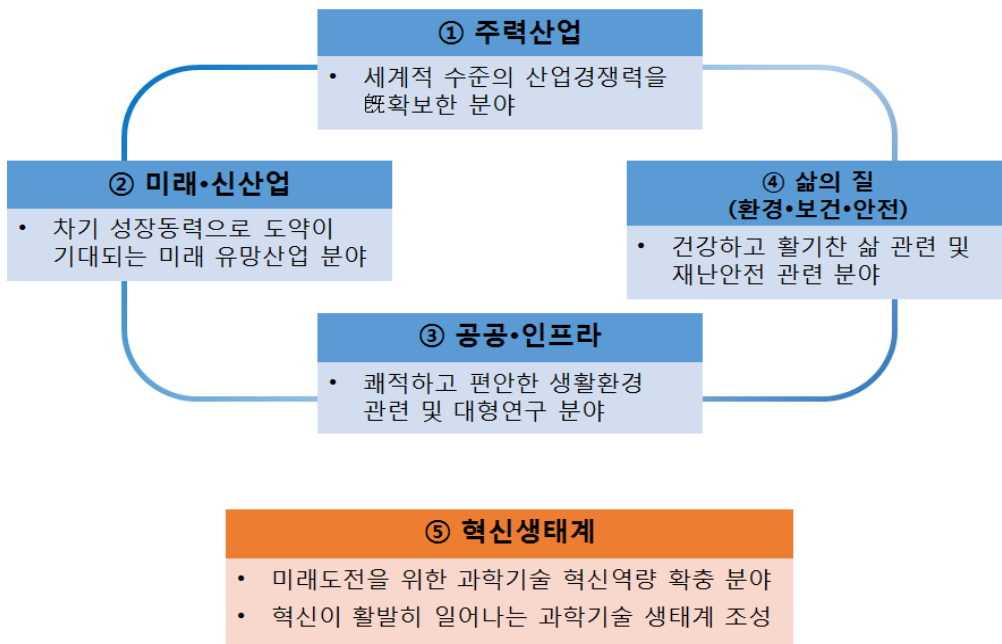 ① 주력산업
• 세계적 수준의 산업경쟁력을
旣확보한 분야
② 미래•신산업
• 차기 성장동력으로 도약이
기대되는 미래 유망산업 분야
③ 공공•인프라
• 쾌적하고 편안한 생활환경
관련 및 대형연구 분야
④ 삶의 질
(환경•보건•안전)
• 건강하고 활기찬 삶 관련 및
재난안전 관련 분야
⑤ 혁신생태계
• 미래도전을 위한 과학기술 혁신역량 확충 분야
• 혁신이 활발히 일어나는 과학기술 생태계 조성